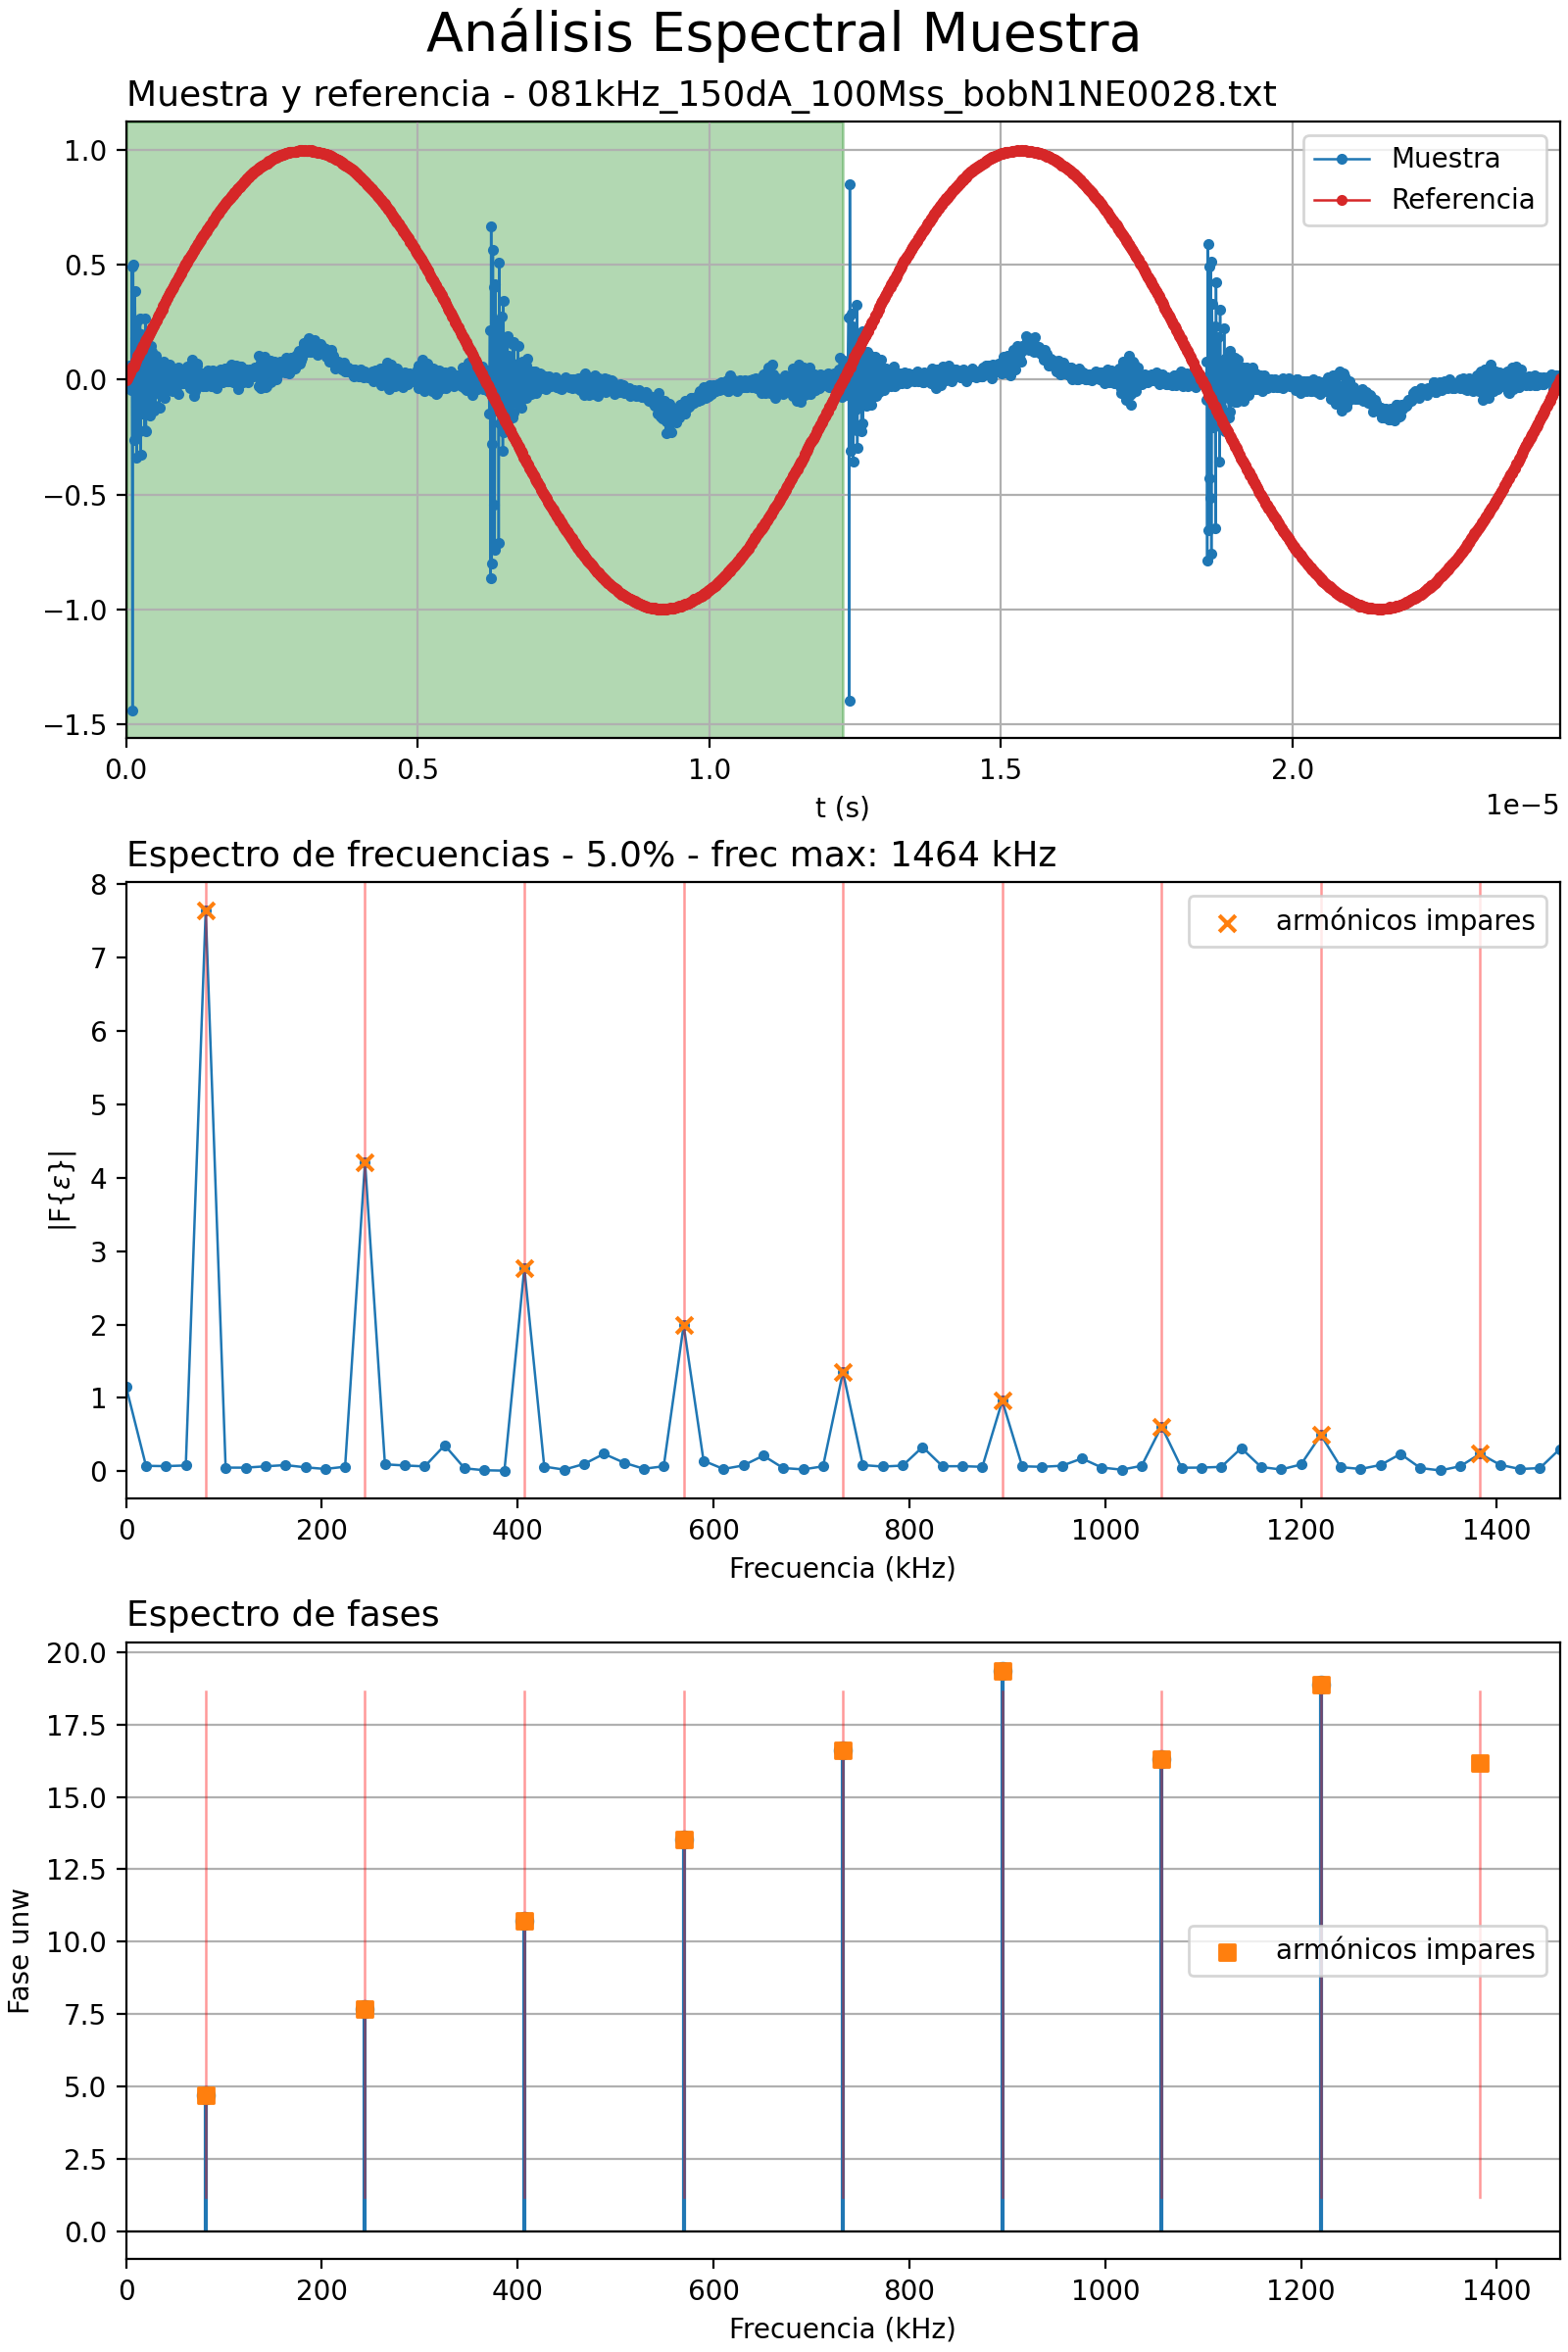 Análisis Espectral Muestra
Muestra y referencia - 081kHz_150dA_100Mss_bobN1NE0028.txt
Muestra
Referencia
1.0
0.5
0.0
−0.5
−1.0
−1.5
0.0 0.5 1.0 1.5 2.0
t (s)
1e−5
Espectro de frecuencias - 5.0% - frec max: 1464 kHz
armónicos impares
|F{ε}|
8
7
6
5
4
3
2
1
0
0 200 400 600 800 1000 1200 1400
Frecuencia (kHz)
Espectro de fases
Fase unw
20.0
17.5
15.0
12.5
10.0
7.5
5.0
2.5
0.0
armónicos impares
0 200 400 600 800 1000 1200 1400
Frecuencia (kHz)